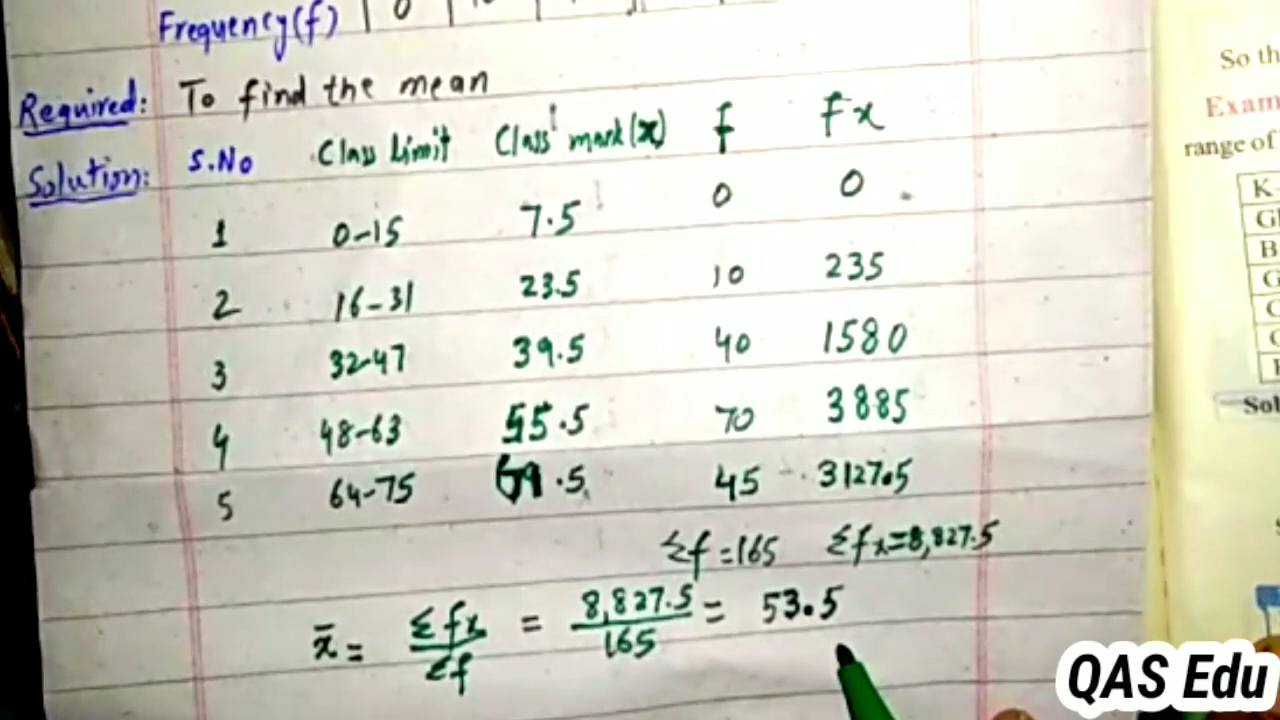 Frequency(f) | 0
Required: To find the mean
Solution: S.No Class Limit Class mark(x) f fx
1 0-15 7.5 0 0
2 16-31 23.5 10 235
3 32-47 39.5 40 1580
4 48-63 55.5 70 3885
5 64-75 69.5 45 3127.5
Σf=165 Σfx=8,827.5
x̄ = Σfx/Σf = 8,827.5/165 = 53.5
So th
Exam
range of
K
G
B
G
Sol
QAS Edu